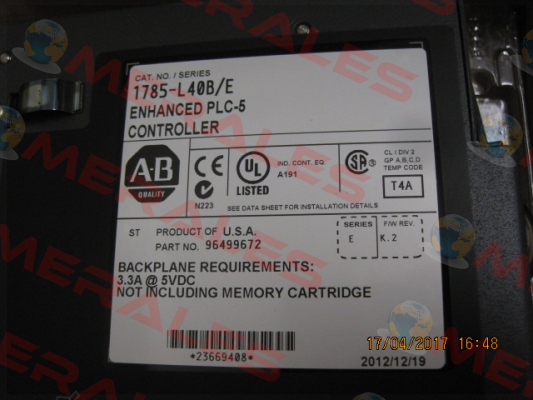 CAT. NO. / SERIES
1785-L40B/E
ENHANCED PLC-5
CONTROLLER
A-B
QUALITY
CE
N223
UL
LISTED
IND. CONT. EQ.
A191
SA
CL I DIV 2
GP A,B,C,D
TEMP CODE
T4A
SEE DATA SHEET FOR INSTALLATION DETAILS
ST PRODUCT OF U.S.A.
PART NO. 96499672
SERIES F/W REV.
E K.2
BACKPLANE REQUIREMENTS:
3.3A @ 5VDC
NOT INCLUDING MEMORY CARTRIDGE
*23669408*
2012/12/19
17/04/2017 16:48
MERALES